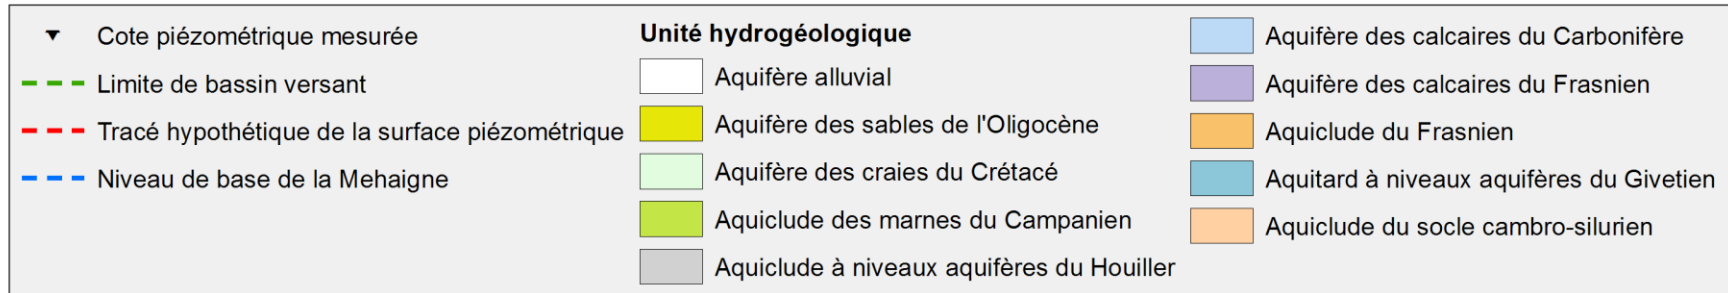 Cote piézométrique mesurée
Limite de bassin versant
Tracé hypothétique de la surface piézométrique
Niveau de base de la Mehaigne
Unité hydrogéologique
Aquifère alluvial
Aquifère des sables de l'Oligocène
Aquifère des craies du Crétacé
Aquiclude des marnes du Campanien
Aquiclude à niveaux aquifères du Houiller
Aquifère des calcaires du Carbonifère
Aquifère des calcaires du Frasnien
Aquiclude du Frasnien
Aquitard à niveaux aquifères du Givetien
Aquiclude du socle cambro-silurien